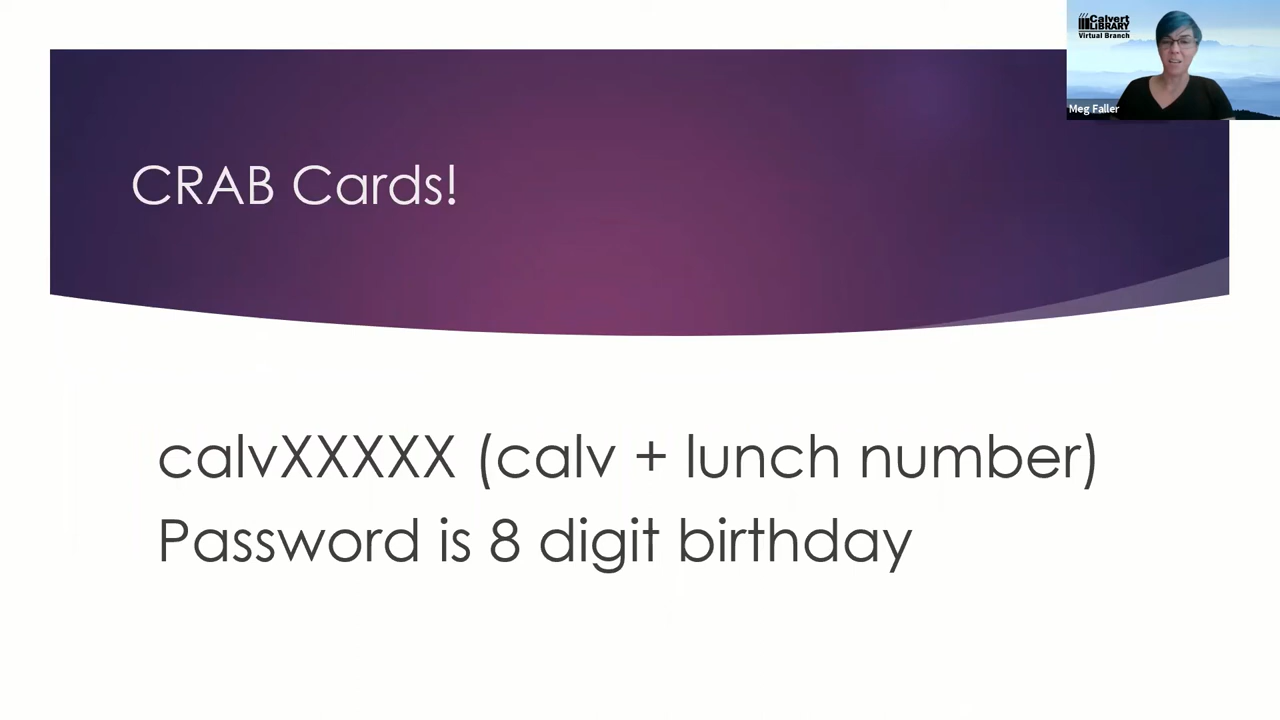 Calvert
LIBRARY
Virtual Branch
Meg Faller
CRAB Cards!
calvXXXXX (calv + lunch number)
Password is 8 digit birthday